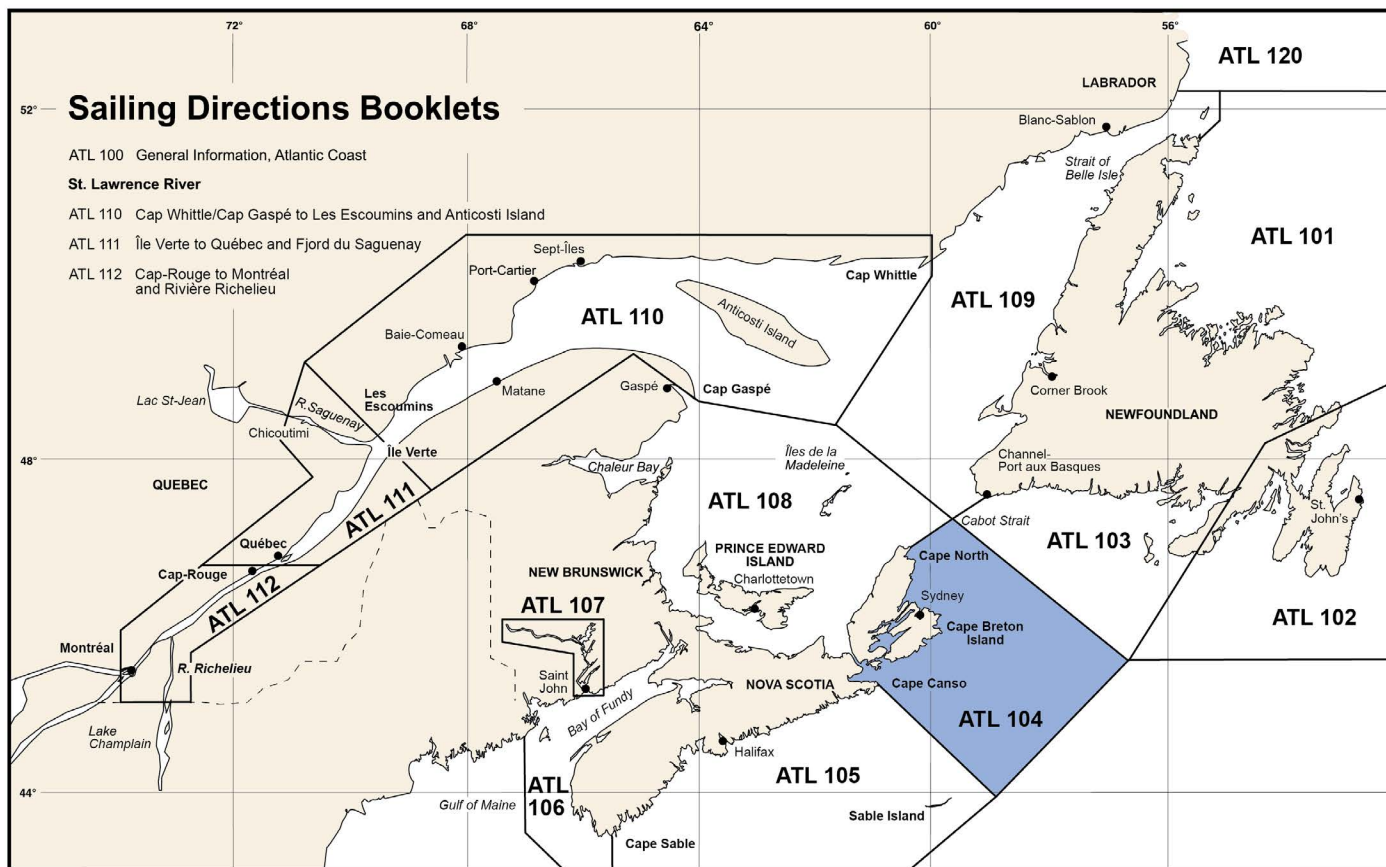 72°
68°
64°
60°
56°
52°
48°
44°
Sailing Directions Booklets
ATL 100 General Information, Atlantic Coast
St. Lawrence River
ATL 110 Cap Whittle/Cap Gaspé to Les Escoumins and Anticosti Island
ATL 111 Île Verte to Québec and Fjord du Saguenay
ATL 112 Cap-Rouge to Montréal
and Rivière Richelieu
ATL 120
LABRADOR
Blanc-Sablon
Strait of
Belle Isle
ATL 101
Sept-Îles
Port-Cartier
Cap Whittle
ATL 109
ATL 110
Anticosti Island
Baie-Comeau
Matane
Gaspé
Cap Gaspé
Corner Brook
NEWFOUNDLAND
Lac St-Jean
R.Saguenay
Chicoutimi
Les
Escoumins
Île Verte
Îles de la
Madeleine
Channel-
Port aux Basques
Chaleur Bay
QUEBEC
ATL 111
ATL 108
St.
John's
Cabot Strait
ATL 103
Québec
Cap-Rouge
ATL 112
NEW BRUNSWICK
PRINCE EDWARD
ISLAND
Charlottetown
Cape North
Sydney
Cape Breton
Island
ATL 102
ATL 107
Montréal
R. Richelieu
Saint
John
NOVA SCOTIA
Cape Canso
Bay of Fundy
ATL 104
Lake
Champlain
Halifax
ATL 105
ATL
106
Gulf of Maine
Sable Island
Cape Sable